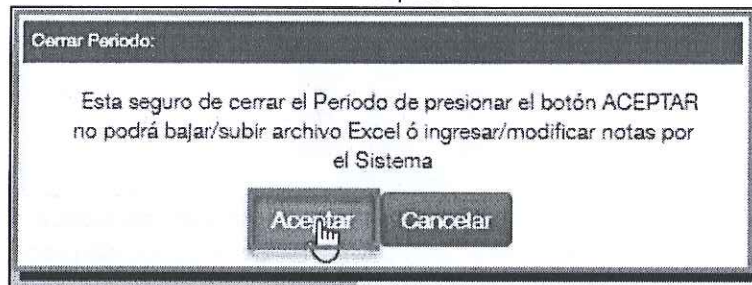 Cerrar Periodo:
Esta seguro de cerrar el Periodo de presionar el botón ACEPTAR
no podrá bajar/subir archivo Excel ó ingresar/modificar notas por
el Sistema
Aceptar Cancelar